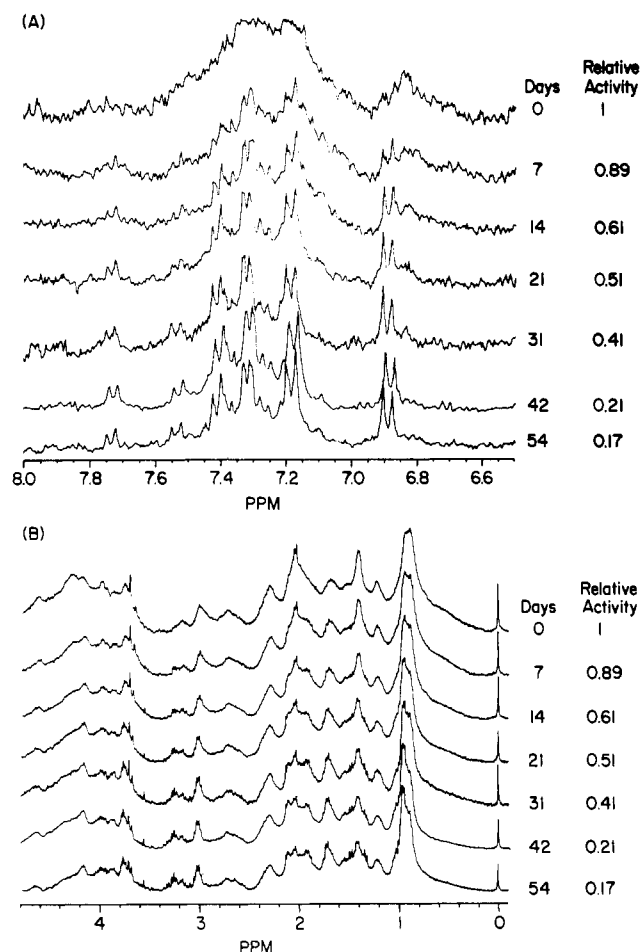 (A)
Days
Relative
Activity
0 1
7 0.89
14 0.61
21 0.51
31 0.41
42 0.21
54 0.17
8.0 7.8 7.6 7.4 7.2 7.0 6.8 6.6
PPM
(B)
Days
Relative
Activity
0 1
7 0.89
14 0.61
21 0.51
31 0.41
42 0.21
54 0.17
4 3 2 1 0
PPM